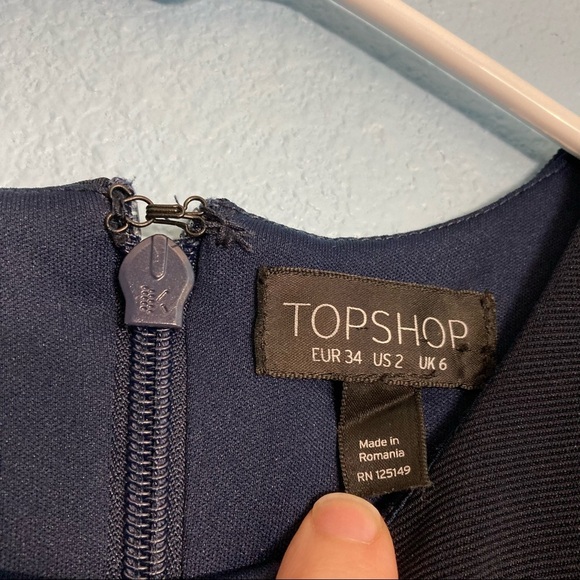 TOPSHOP
EUR 34 US 2 UK 6
Made in
Romania
RN 125149